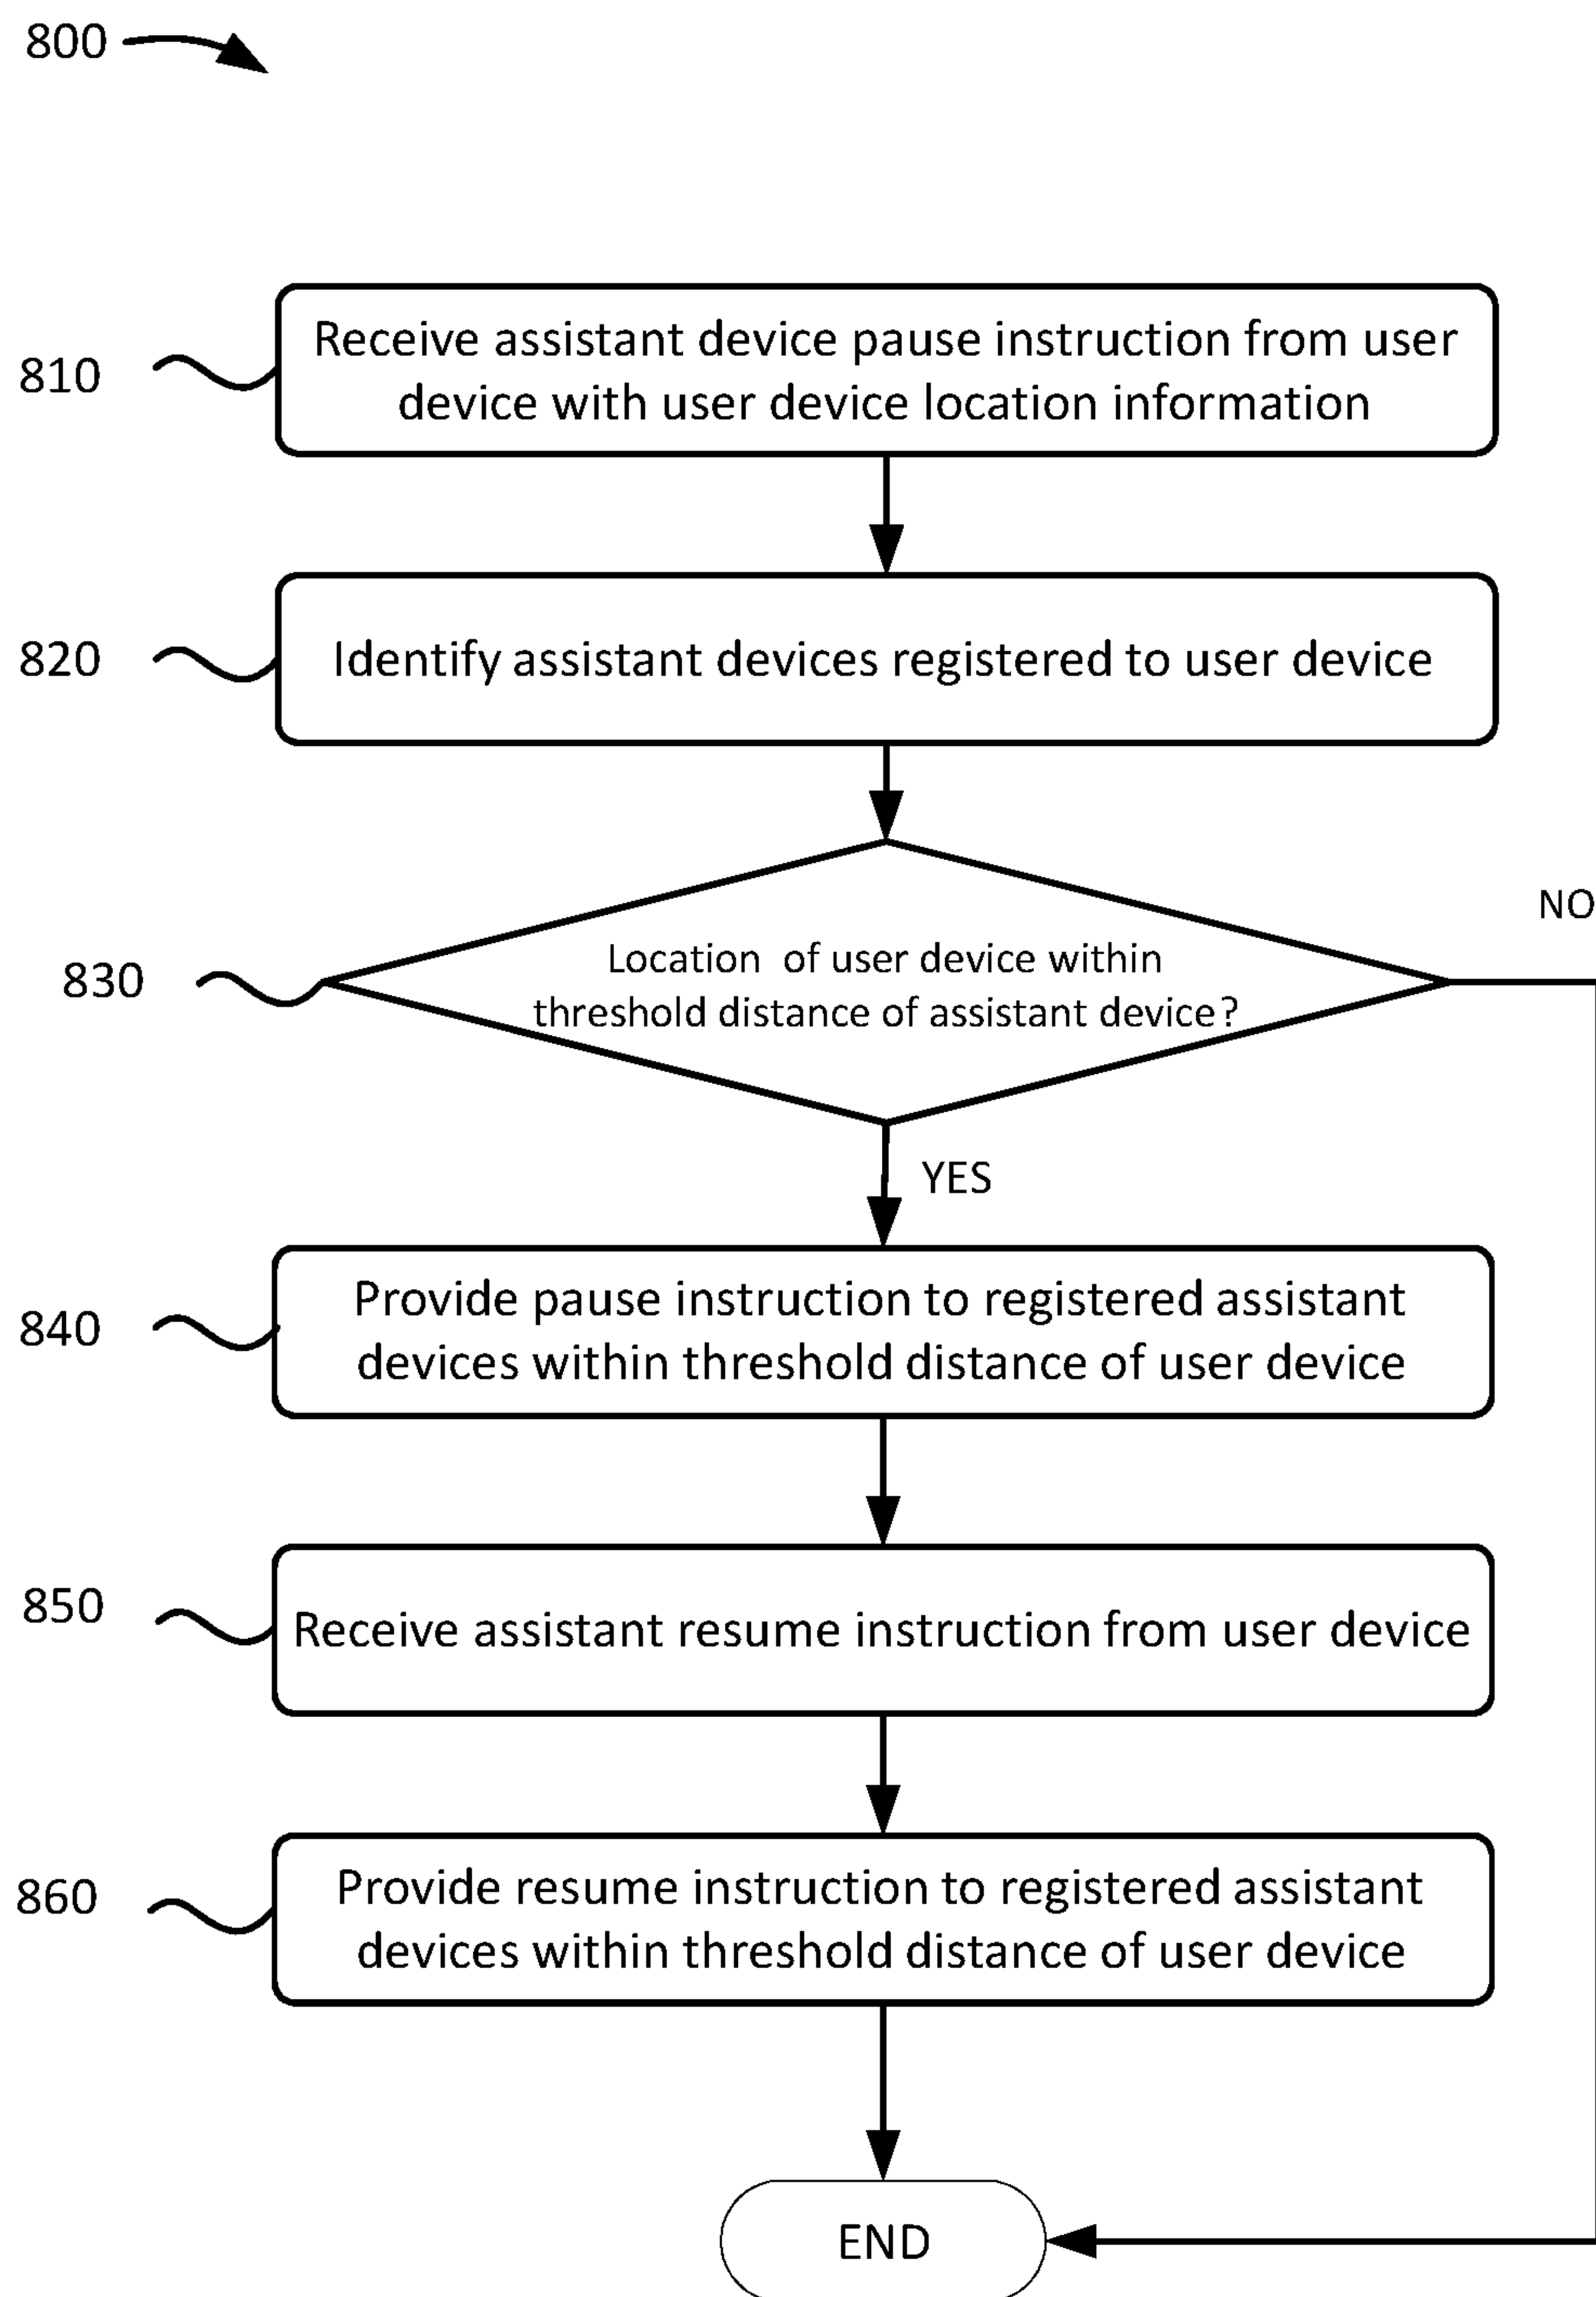 800
810
Receive assistant device pause instruction from user
device with user device location information
820
Identify assistant devices registered to user device
NO
830
Location of user device within
threshold distance of assistant device?
YES
840
Provide pause instruction to registered assistant
devices within threshold distance of user device
850
Receive assistant resume instruction from user device
860
Provide resume instruction to registered assistant
devices within threshold distance of user device
END